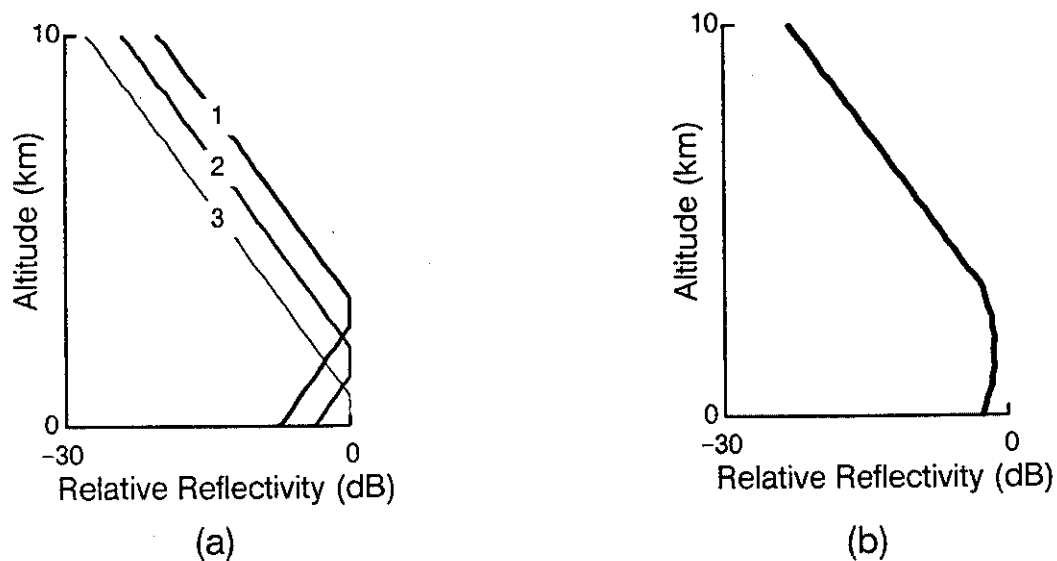 10
1
2
3
Altitude (km)
0
-30
0
Relative Reflectivity (dB)
(a)
10
Altitude (km)
0
-30
0
Relative Reflectivity (dB)
(b)